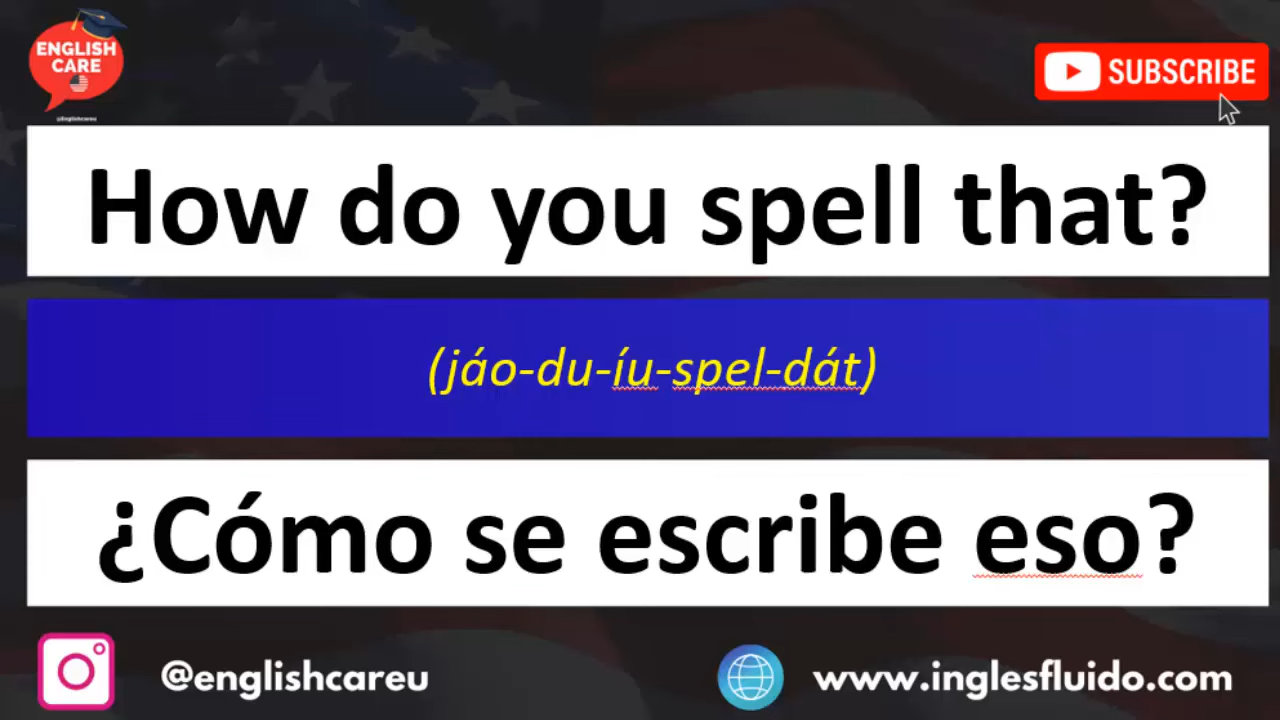 ENGLISH
CARE
@Englishcareu
SUBSCRIBE
How do you spell that?
(jáo-du-íu-spel-dát)
¿Cómo se escribe eso?
@englishcareu
www.inglesfluido.com